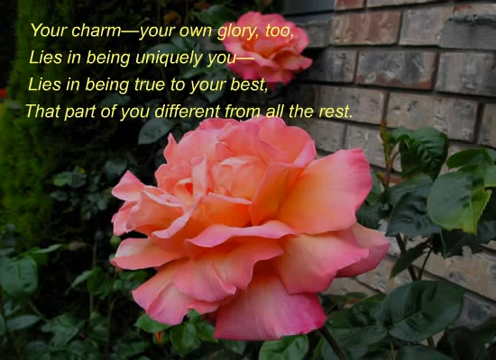 Your charm—your own glory, too,
Lies in being uniquely you—
Lies in being true to your best,
That part of you different from all the rest.